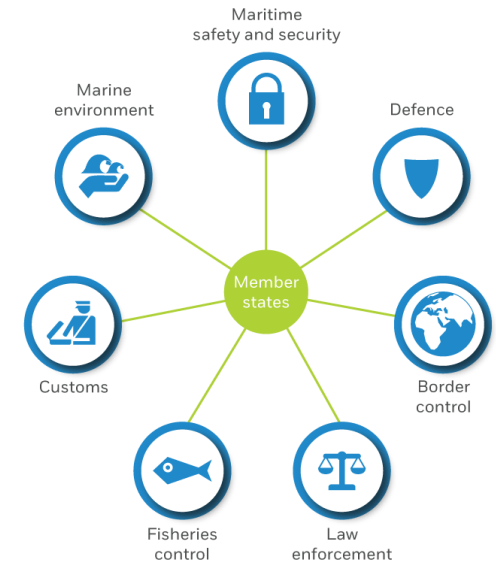 Maritime
safety and security
Marine
environment
Defence
Member
states
Customs
Border
control
Fisheries
control
Law
enforcement